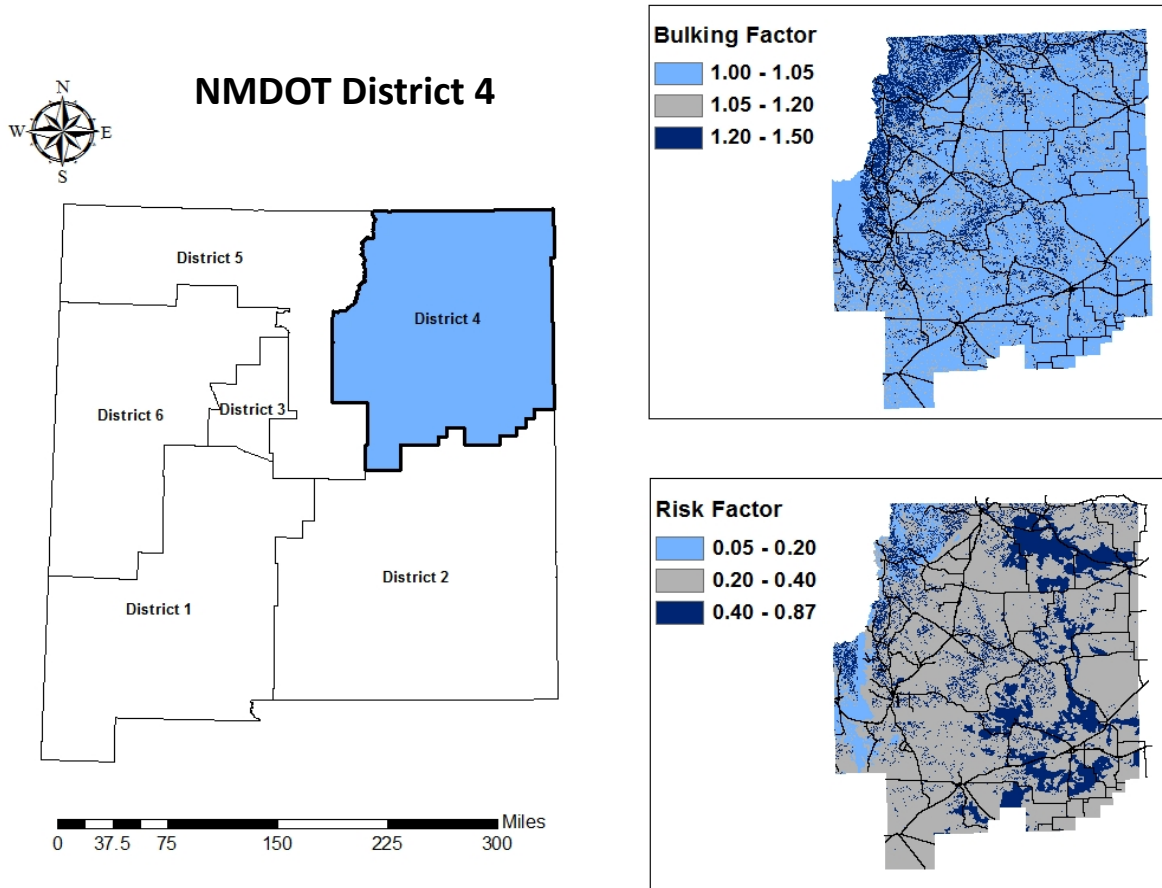 NMDOT District 4
N
W E
S
District 5
District 4
District 6
District 3
District 2
District 1
Miles
0 37.5 75 150 225 300
Bulking Factor
1.00 - 1.05
1.05 - 1.20
1.20 - 1.50
Risk Factor
0.05 - 0.20
0.20 - 0.40
0.40 - 0.87